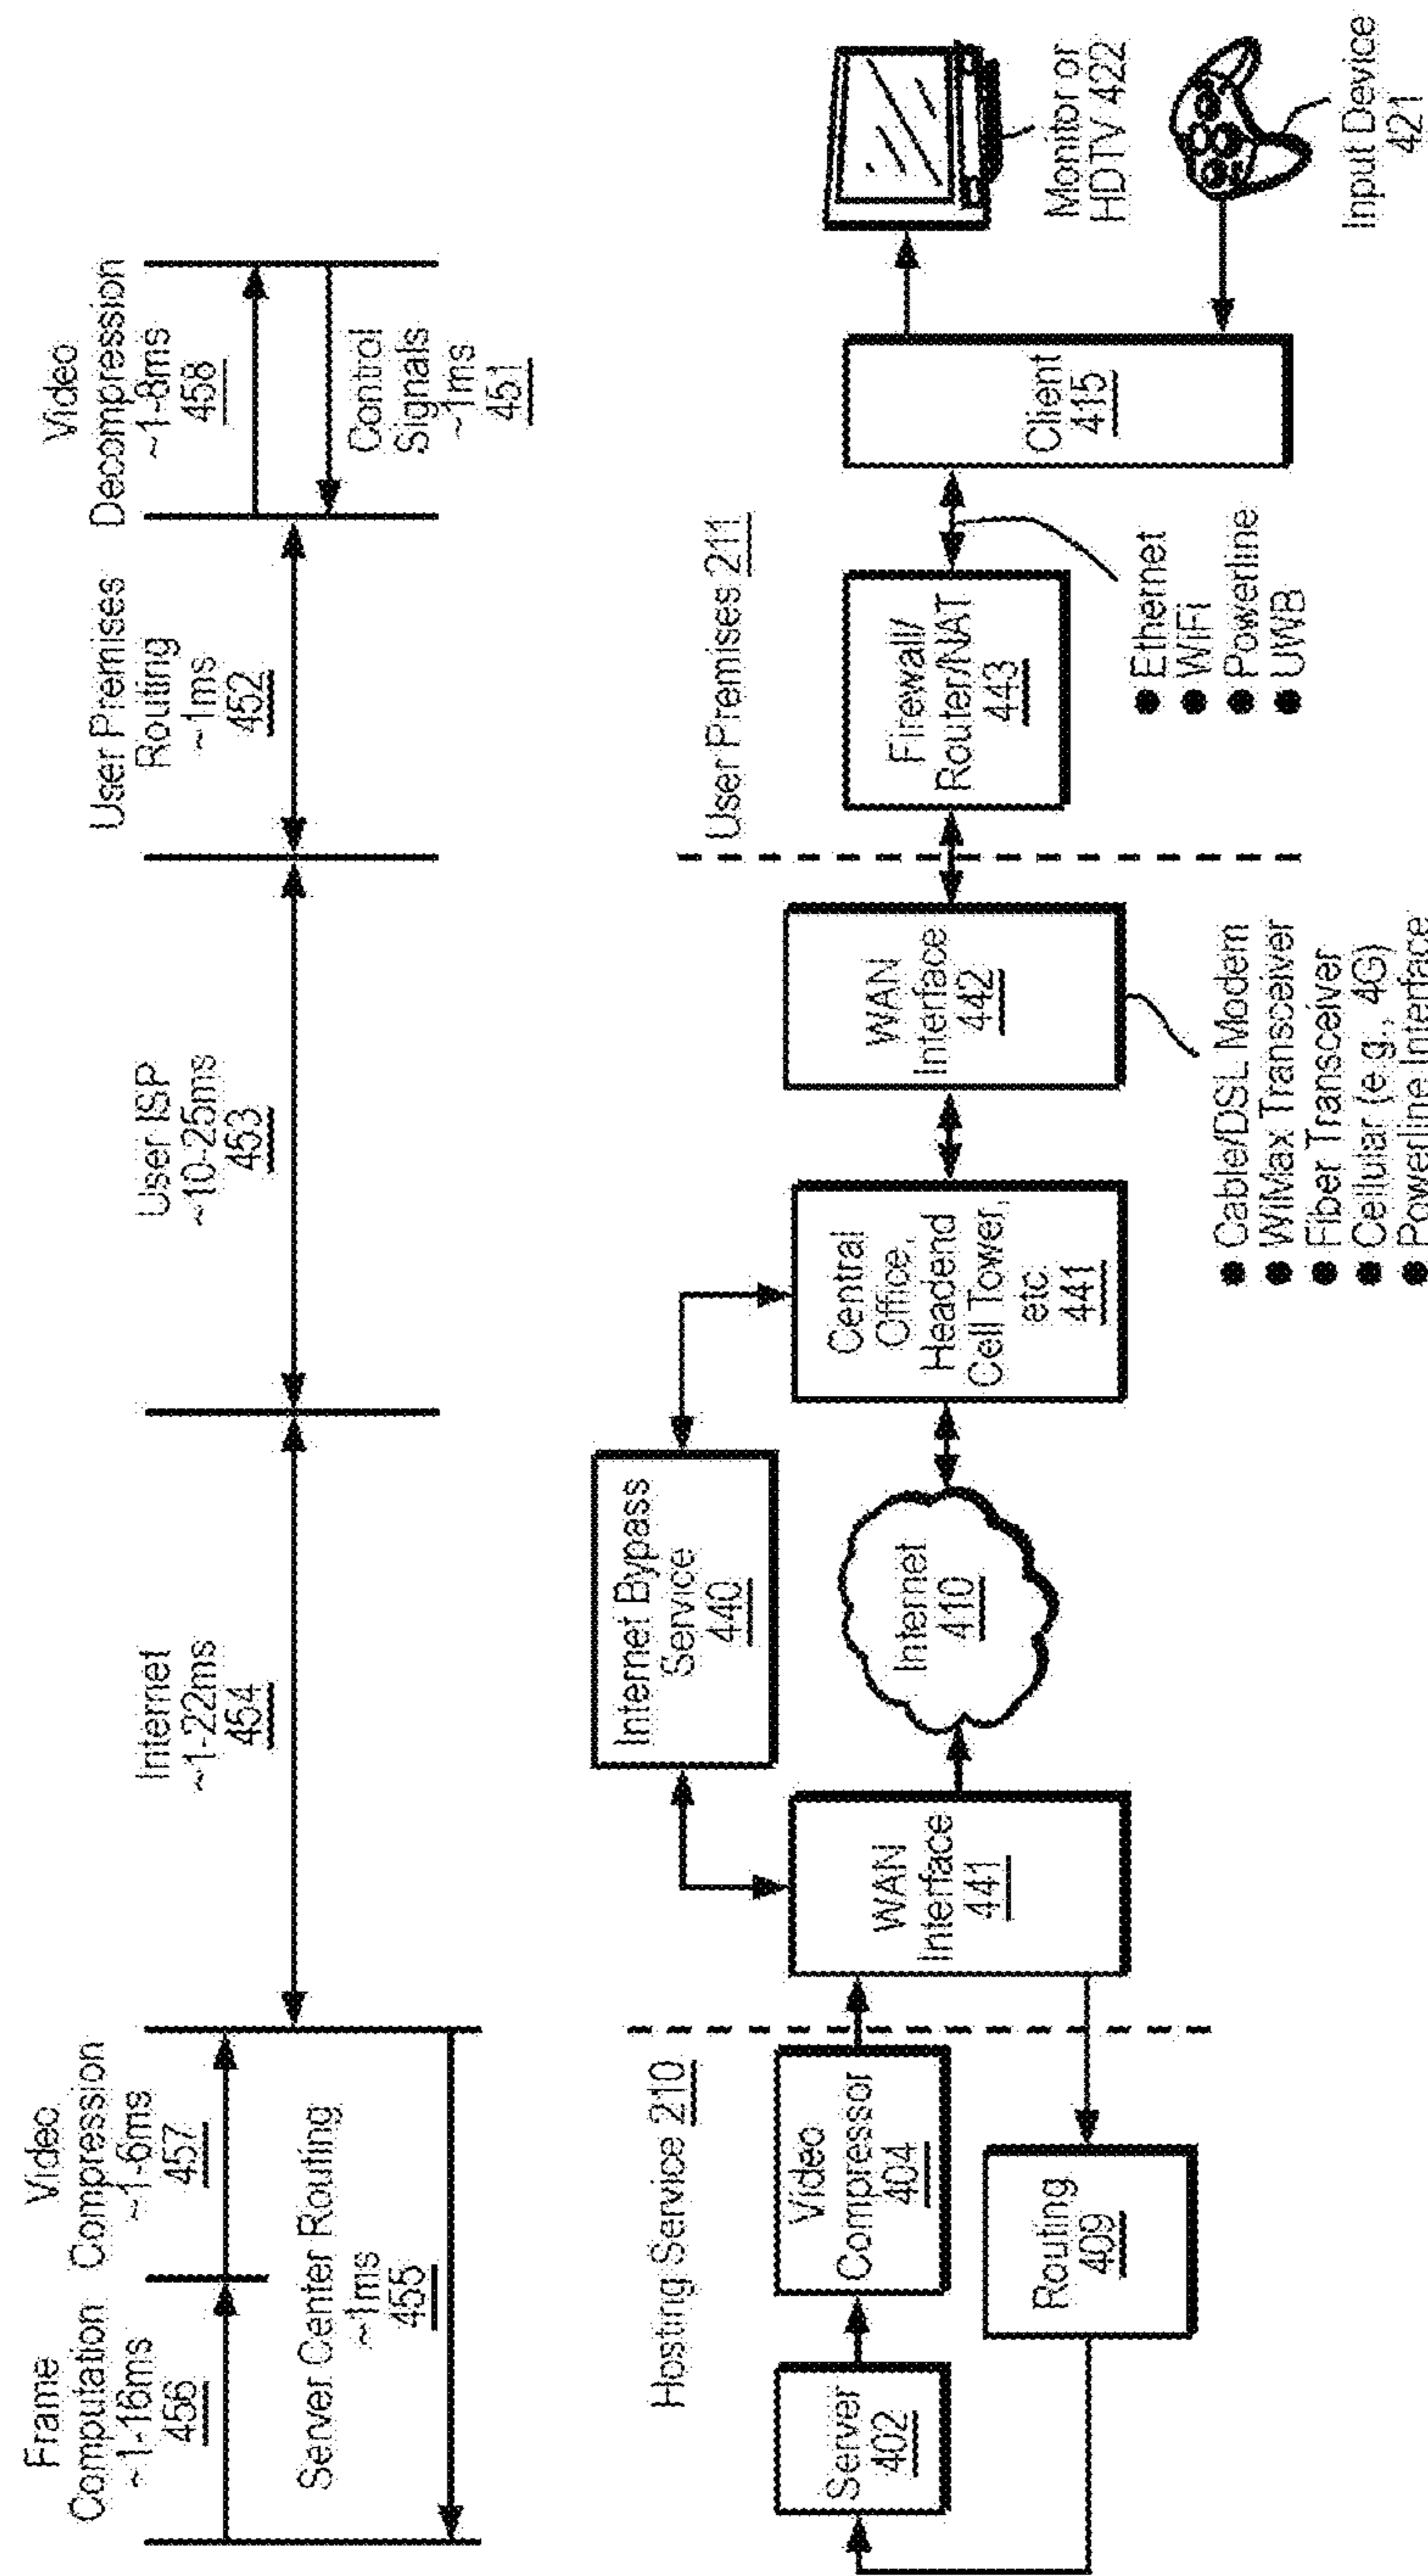 Frame
Computation
~1-16ms
456
Video
Compression
~1-6ms
457
Server Center Routing
~1ms
455
Internet
~1-22ms
454
User ISP
~10-25ms
453
User Premises
Routing
~1ms
452
Video
Decompression
~1-8ms
458
Control
Signals
~1ms
451
Hosting Service 210
Server
402
Video
Compressor
404
Routing
409
WAN
Interface
441
Internet Bypass
Service
440
Internet
410
Central
Office,
Headend
Cell Tower,
etc
441
WAN
Interface
442
● Cable/DSL Modem
● WiMax Transceiver
● Fiber Transceiver
● Cellular (e.g., 4G)
● Powerline Interface
User Premises 211
Firewall/
Router/NAT
443
● Ethernet
● WiFi
● Powerline
● UWB
Client
415
Monitor or
HDTV 422
Input Device
421